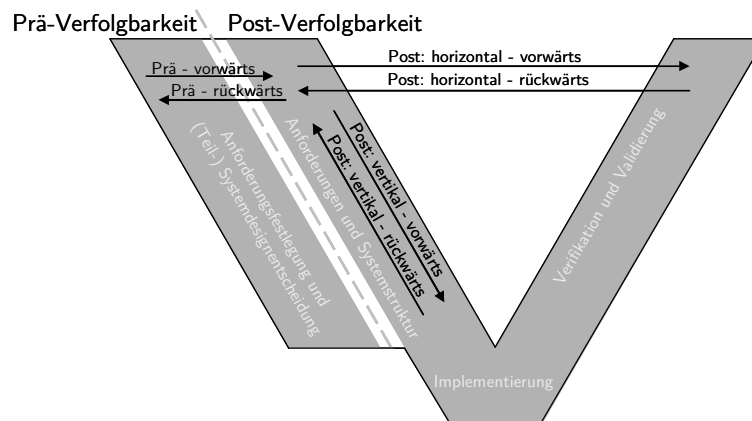 Prä-Verfolgbarkeit
Post-Verfolgbarkeit
Prä - vorwärts
Prä - rückwärts
Post: horizontal - vorwärts
Post: horizontal - rückwärts
Anforderungsfestlegung und
(Teil-) Systemdesignentscheidung
Anforderungen und Systemstruktur
Post: vertikal - vorwärts
Post: vertikal - rückwärts
Verifikation und Validierung
Implementierung